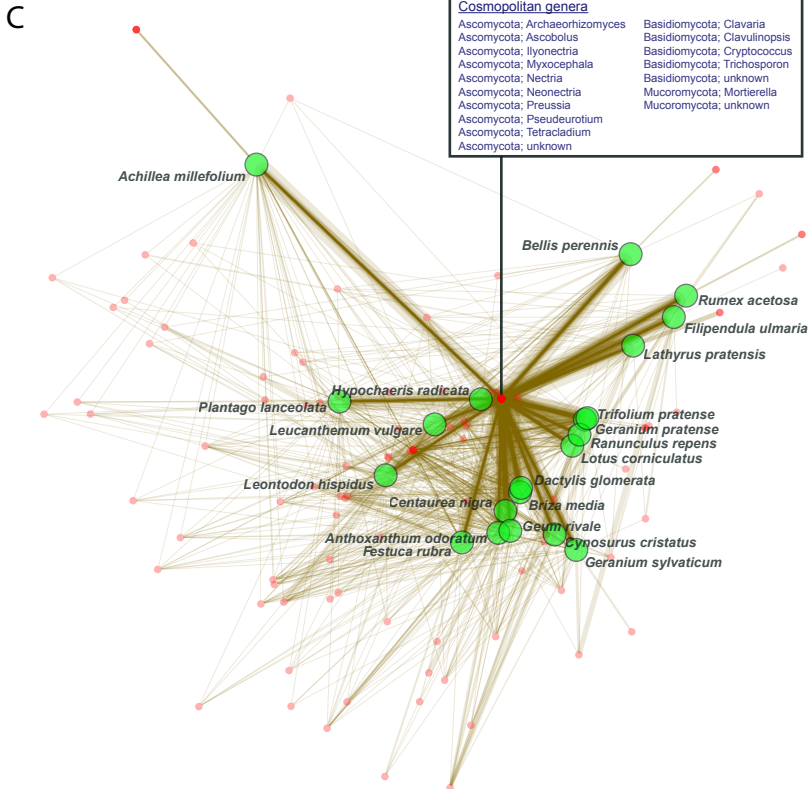 C
Cosmopolitan genera
Ascomycota; Archaeorhizomyces
Ascomycota; Ascobolus
Ascomycota; Ilyonectria
Ascomycota; Myxocephala
Ascomycota; Nectria
Ascomycota; Neonectria
Ascomycota; Preussia
Ascomycota; Pseudeurotium
Ascomycota; Tetracladium
Ascomycota; unknown
Basidiomycota; Clavaria
Basidiomycota; Clavulinopsis
Basidiomycota; Cryptococcus
Basidiomycota; Trichosporon
Basidiomycota; unknown
Mucoromycota; Mortierella
Mucoromycota; unknown
Achillea millefolium
Bellis perennis
Rumex acetosa
Filipendula ulmaria
Lathyrus pratensis
Hypochaeris radicata
Plantago lanceolata
Leucanthemum vulgare
Trifolium pratense
Geranium pratense
Ranunculus repens
Lotus corniculatus
Leontodon hispidus
Dactylis glomerata
Centaurea nigra
Briza media
Geum rivale
Anthoxanthum odoratum
Cynosurus cristatus
Festuca rubra
Geranium sylvaticum